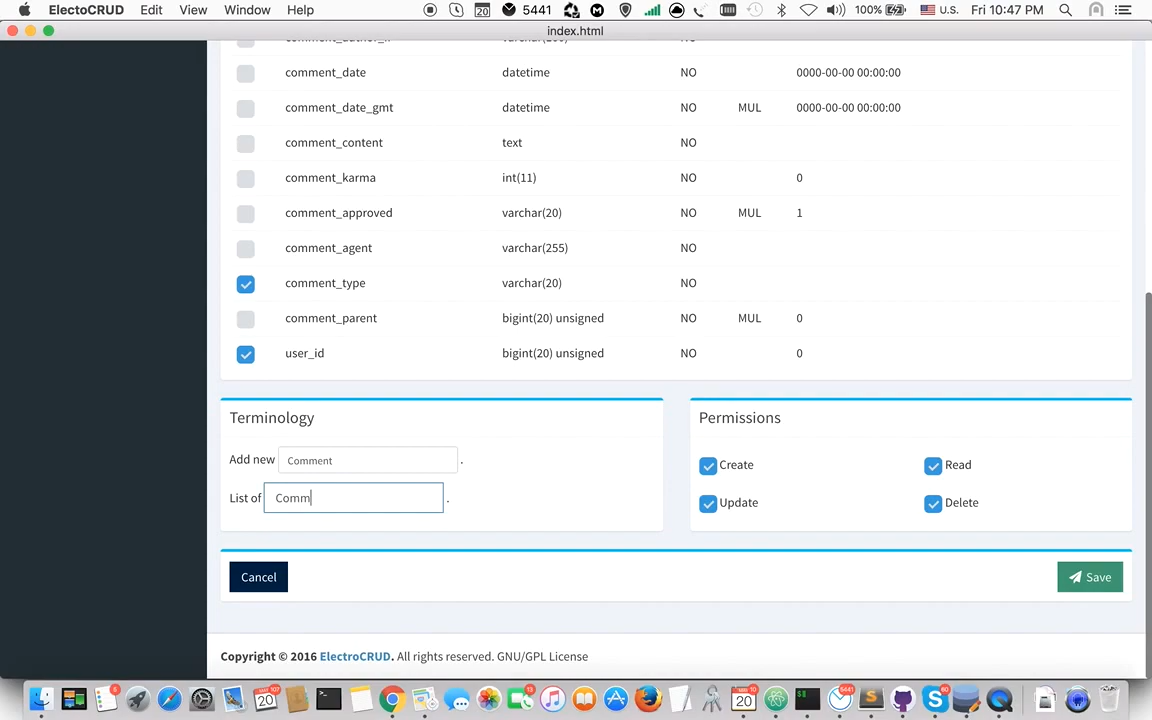 ElectoCRUD Edit View Window Help 5441 100% U.S. Fri 10:47 PM
index.html
comment_date datetime NO 0000-00-00 00:00:00
comment_date_gmt datetime NO MUL 0000-00-00 00:00:00
comment_content text NO
comment_karma int(11) NO 0
comment_approved varchar(20) NO MUL 1
comment_agent varchar(255) NO
comment_type varchar(20) NO
comment_parent bigint(20) unsigned NO MUL 0
user_id bigint(20) unsigned NO 0
Terminology Permissions
Add new Comment . Create Read
List of Comm . Update Delete
Cancel Save
Copyright © 2016 ElectroCRUD. All rights reserved. GNU/GPL License